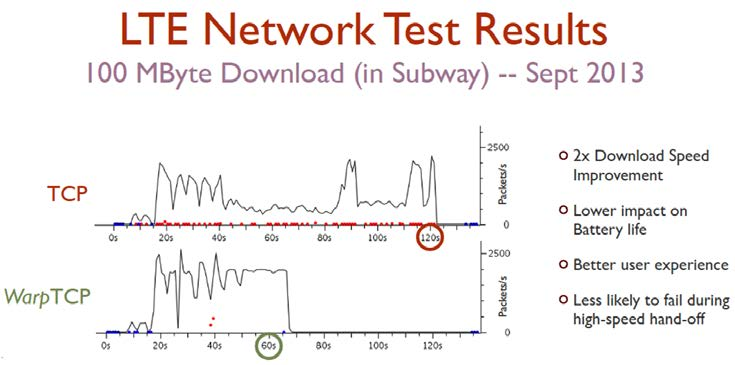 LTE Network Test Results
100 MByte Download (in Subway) -- Sept 2013
TCP
2500
Packets/s
0
0s 20s 40s 60s 80s 100s 120s
WarpTCP
2500
Packets/s
0
0s 20s 40s 60s 80s 100s 120s
2x Download Speed
Improvement
Lower impact on
Battery life
Better user experience
Less likely to fail during
high-speed hand-off